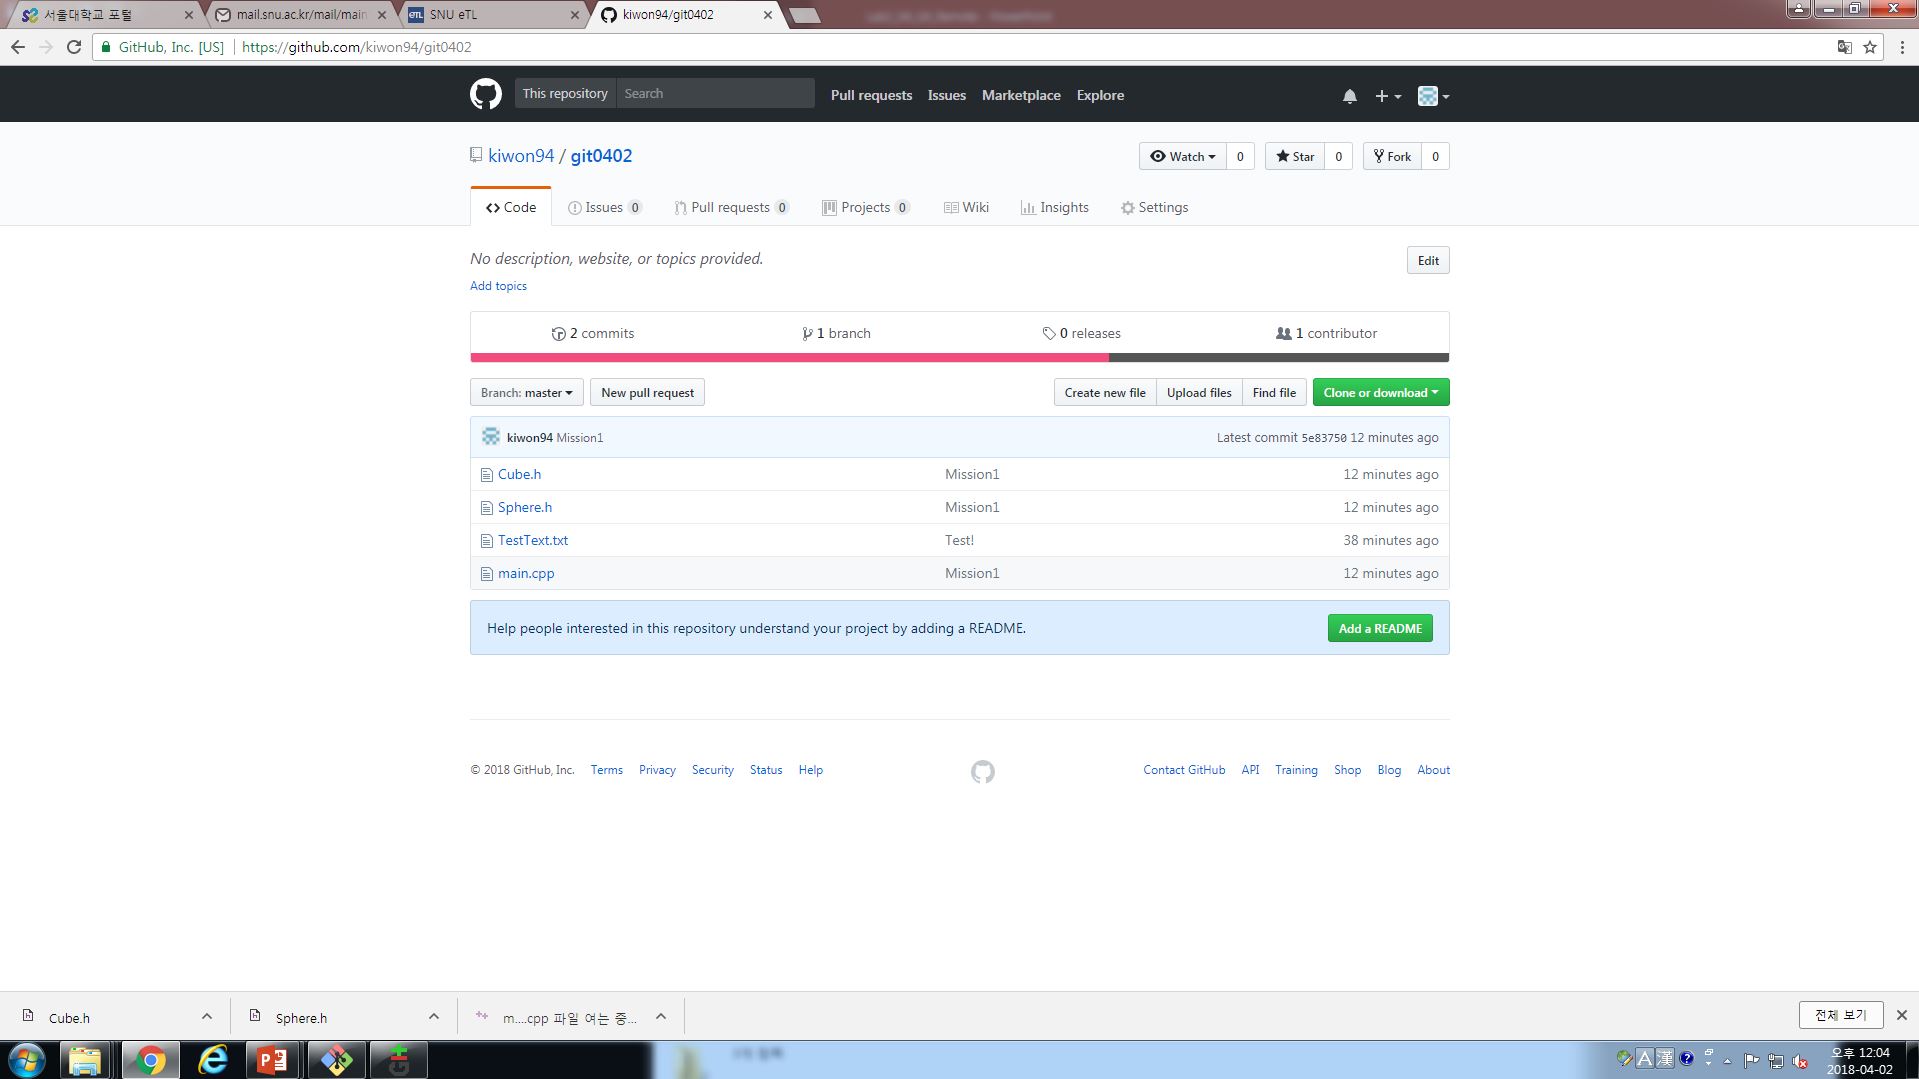 서울대학교 포털
mail.snu.ac.kr/mail/main
SNU eTL
kiwon94/git0402
GitHub, Inc. [US] https://github.com/kiwon94/git0402
This repository Search Pull requests Issues Marketplace Explore
kiwon94 / git0402
Watch 0 Star 0 Fork 0
Code Issues 0 Pull requests 0 Projects 0 Wiki Insights Settings
No description, website, or topics provided.
Edit
Add topics
2 commits 1 branch 0 releases 1 contributor
Branch: master New pull request Create new file Upload files Find file Clone or download
kiwon94 Mission1 Latest commit 5e83750 12 minutes ago
Cube.h Mission1 12 minutes ago
Sphere.h Mission1 12 minutes ago
TestText.txt Test! 38 minutes ago
main.cpp Mission1 12 minutes ago
Help people interested in this repository understand your project by adding a README. Add a README
© 2018 GitHub, Inc. Terms Privacy Security Status Help Contact GitHub API Training Shop Blog About
Cube.h Sphere.h m....cpp 파일 여는 중... 전체 보기
A 漢 오후 12:04
2018-04-02